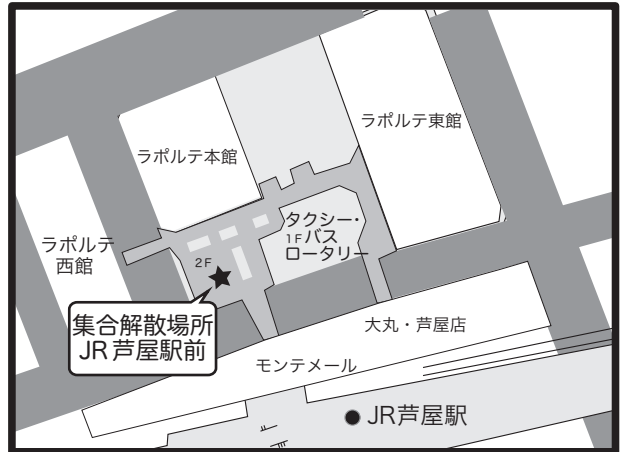 ラポルテ東館
ラポルテ本館
タクシー・
1Fバス
ロータリー
ラポルテ
西館
2F
集合解散場所
JR芦屋駅前
大丸・芦屋店
モンテメール
JR芦屋駅